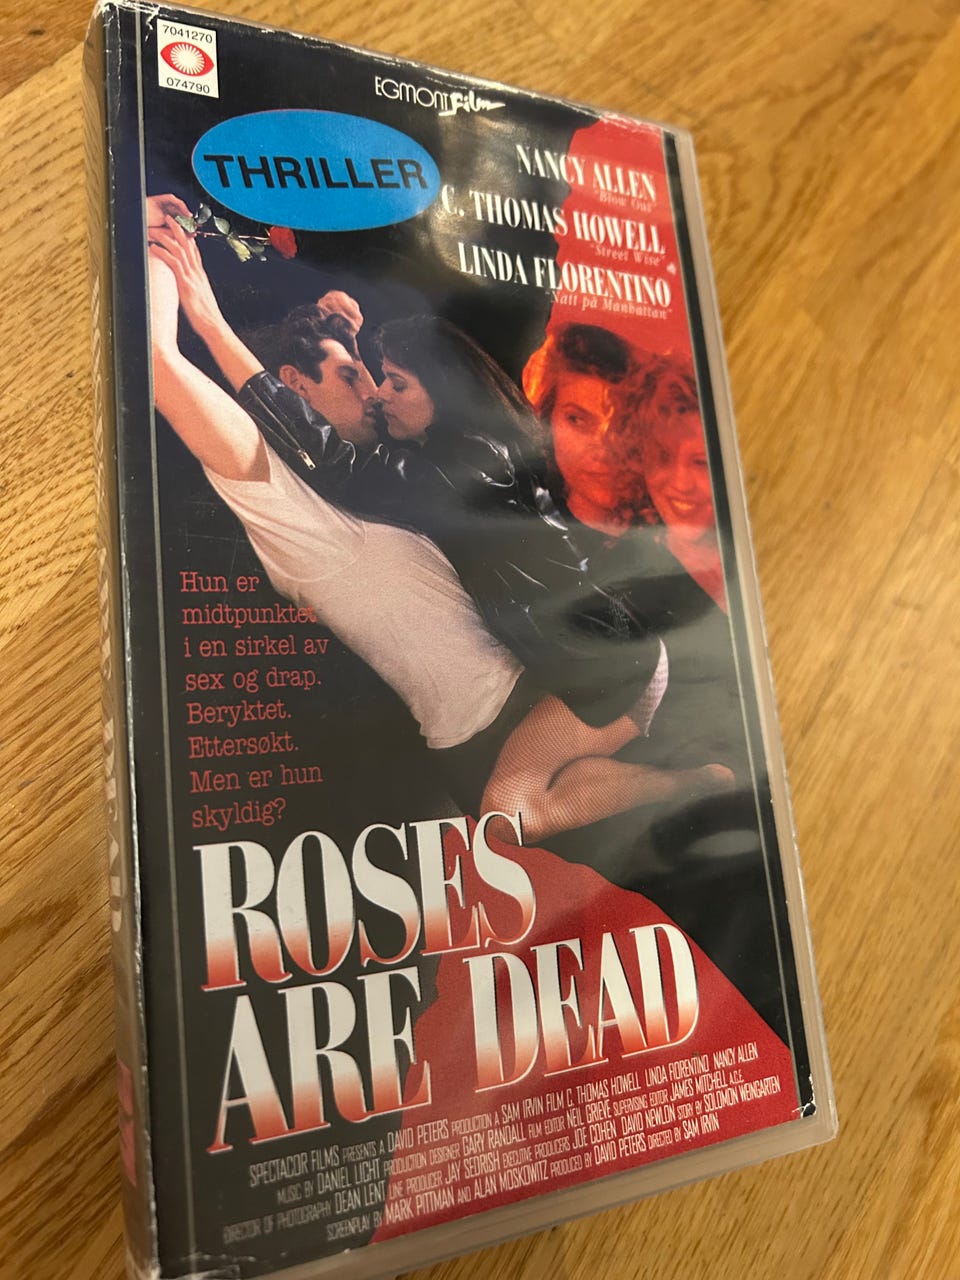 7041270
074790
EGMONT Film
THRILLER
NANCY ALLEN
"Blow Out"
C. THOMAS HOWELL
"Street Wise"
LINDA FLORENTINO
"Natt på Manhattan"
Hun er
midtpunktet
i en sirkel av
sex og drap.
Beryktet.
Ettersøkt.
Men er hun
skyldig?
ROSES
ARE DEAD
SPECTACOR FILMS PRESENTS A DAVID PETERS PRODUCTION A SAM IRVIN FILM C. THOMAS HOWELL LINDA FIORENTINO NANCY ALLEN
MUSIC BY DANIEL LICHT PRODUCTION DESIGNER GARY RANDALL FILM EDITOR NEIL GRIEVE SUPERVISING EDITOR JAMES MITCHELL A.C.E.
DIRECTOR OF PHOTOGRAPHY DEAN LENT LINE PRODUCER JAY SEDRISH EXECUTIVE PRODUCERS JOE COHEN DAVID NEWLON STORY BY SOLOMON WEINGARTEN
SCREENPLAY BY MARK PITTMAN AND ALAN MOSKOWITZ PRODUCED BY DAVID PETERS DIRECTED BY SAM IRVIN